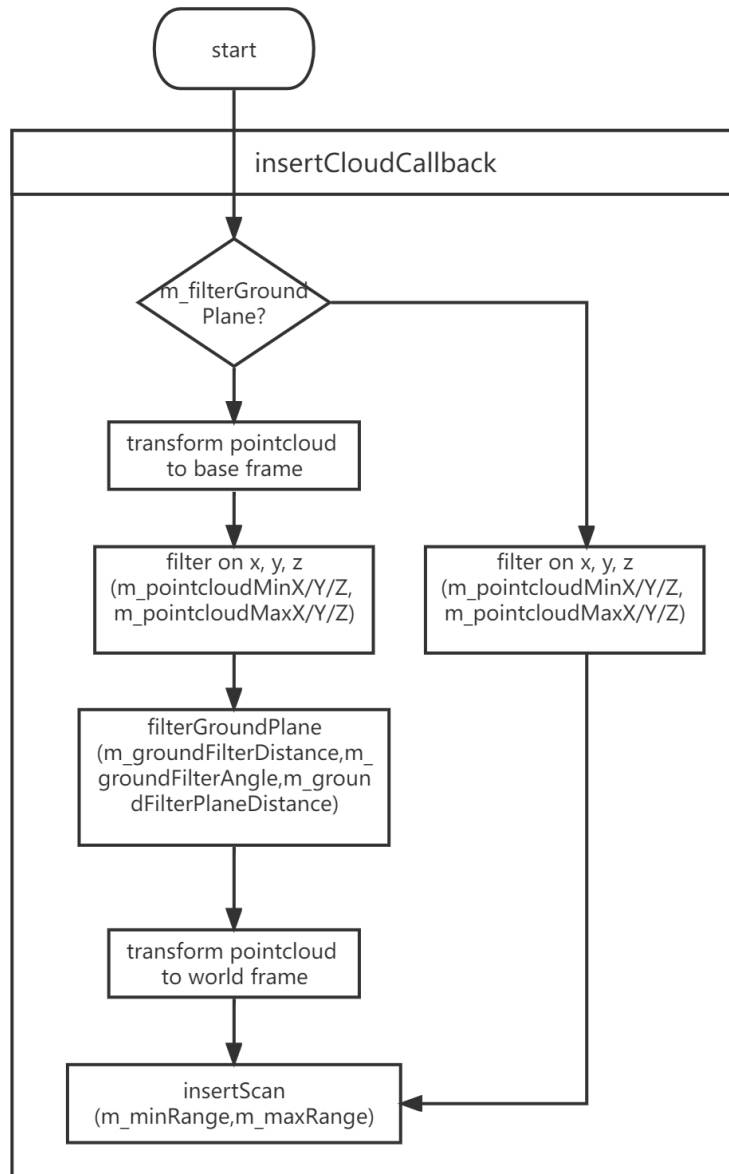 start
insertCloudCallback
m_filterGround
Plane?
transform pointcloud
to base frame
filter on x, y, z
(m_pointcloudMinX/Y/Z,
m_pointcloudMaxX/Y/Z)
filter on x, y, z
(m_pointcloudMinX/Y/Z,
m_pointcloudMaxX/Y/Z)
filterGroundPlane
(m_groundFilterDistance,m_
groundFilterAngle,m_groun
dFilterPlaneDistance)
transform pointcloud
to world frame
insertScan
(m_minRange,m_maxRange)